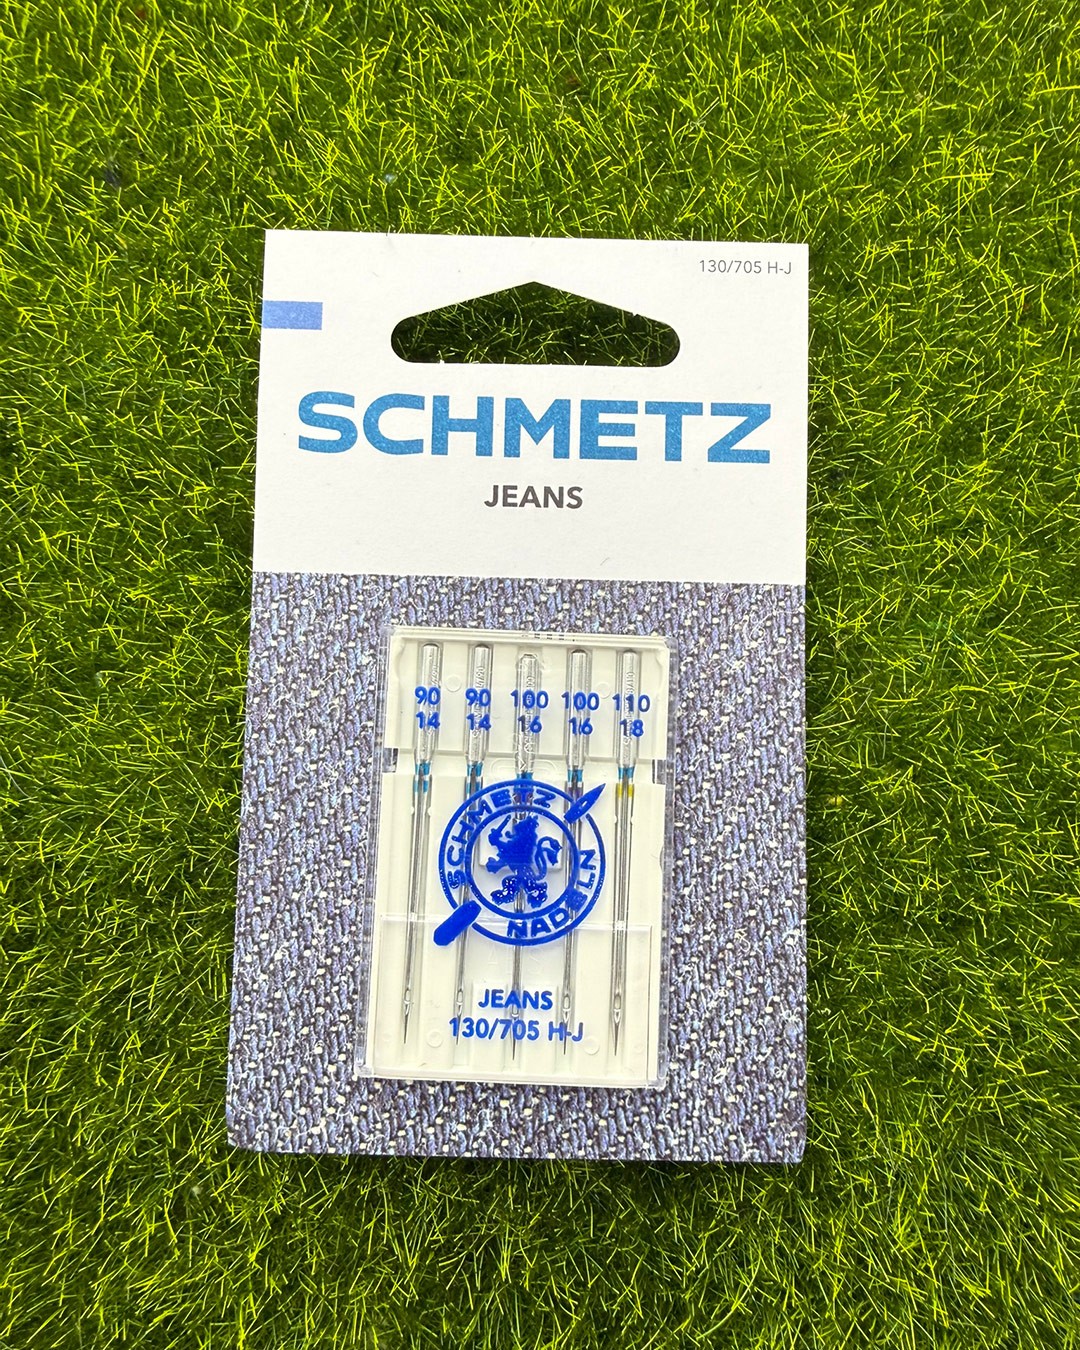 130/705 H-J
SCHMETZ
JEANS
90 90 100 100 110
14 14 16 16 18
SCHMETZ
NADELN
JEANS
130/705 H-J